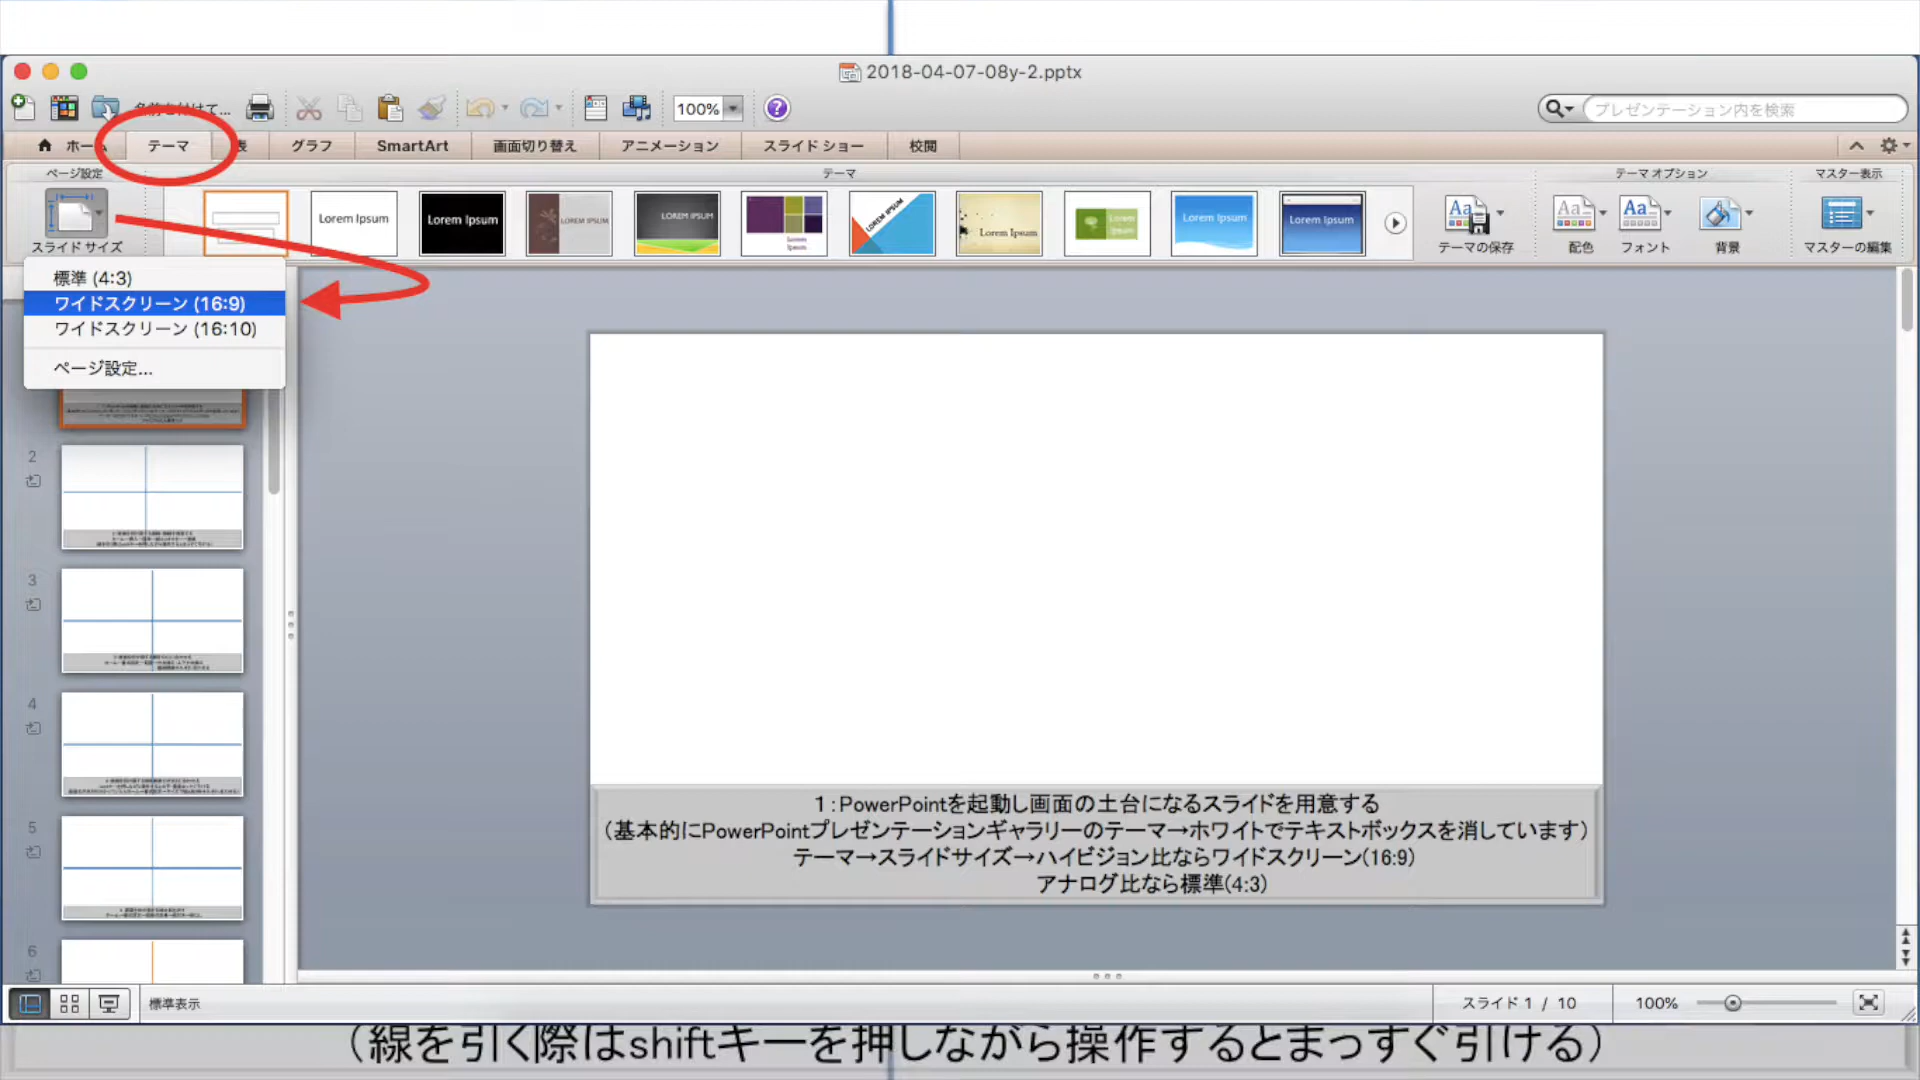 2018-04-07-08y-2.pptx
100%
プレゼンテーション内を検索
ホー
テーマ
表
グラフ
SmartArt
画面切り替え
アニメーション
スライド ショー
校閲
ページ設定
テーマ
テーマ オプション
マスター表示
Lorem Ipsum
Lorem Ipsum
LOREM IPSUM
LOREM IPSUM
Lorem Ipsum
LOREM IPSUM
Lorem Ipsum
Lorem Ipsum
Lorem Ipsum
Lorem Ipsum
スライド サイズ
テーマの保存
配色
フォント
背景
マスターの編集
標準 (4:3)
ワイドスクリーン (16:9)
ワイドスクリーン (16:10)
ページ設定...
2
3
4
5
6
1:PowerPointを起動し画面の土台になるスライドを用意する
(基本的にPowerPointプレゼンテーションギャラリーのテーマ→ホワイトでテキストボックスを消しています)
テーマ→スライドサイズ→ハイビジョン比ならワイドスクリーン(16:9)
アナログ比なら標準(4:3)
標準表示
スライド 1 / 10
100%
(線を引く際はshiftキーを押しながら操作するとまっすぐ引ける)